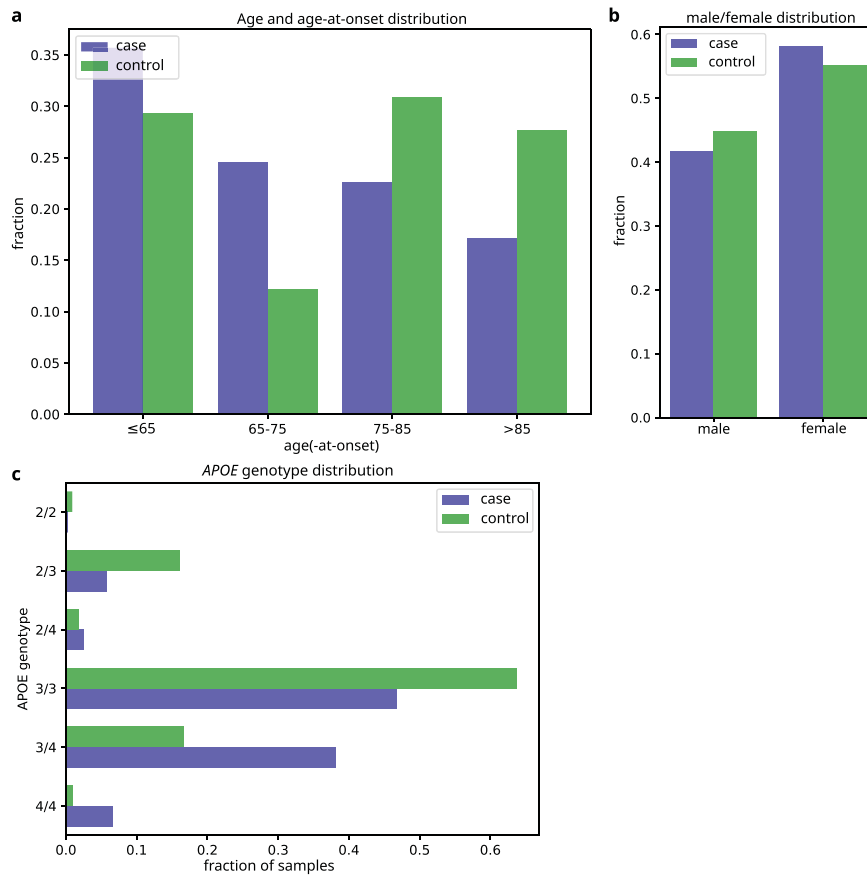 a
Age and age-at-onset distribution
case
control
0.35
0.30
0.25
0.20
0.15
0.10
0.05
0.00
fraction
≤65 65-75 75-85 >85
age(-at-onset)
b
male/female distribution
case
control
0.6
0.5
0.4
0.3
0.2
0.1
0.0
fraction
male female
c
APOE genotype distribution
case
control
2/2
2/3
2/4
3/3
3/4
4/4
APOE genotype
0.0 0.1 0.2 0.3 0.4 0.5 0.6
fraction of samples